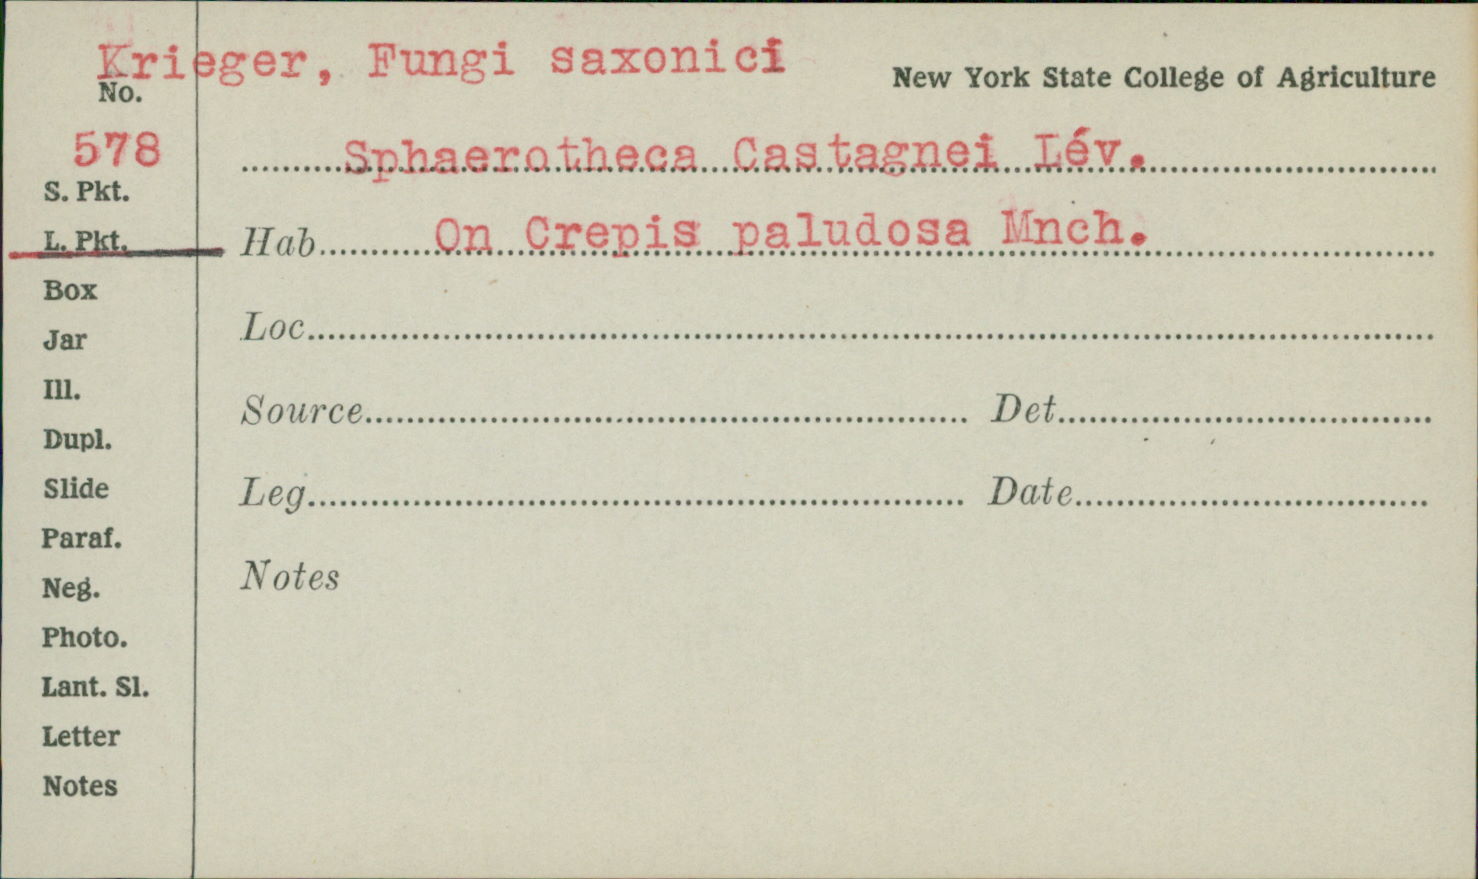 Krieger, Fungi saxonici
New York State College of Agriculture
No.
578
Sphaerotheca Castagnei Lév.
S. Pkt.
L. Pkt.
Hab. On Crepis paludosa Mnch.
Box
Loc.
Jar
Ill.
Source Det.
Dupl.
Slide
Leg. Date
Paraf.
Neg.
Notes
Photo.
Lant. Sl.
Letter
Notes